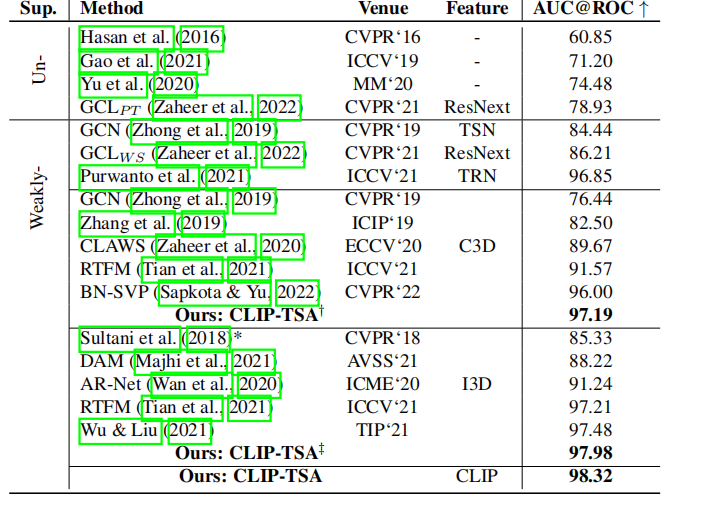 Sup. Method Venue Feature AUC@ROC ↑
Un-
Hasan et al. (2016) CVPR‘16 - 60.85
Gao et al. (2021) ICCV‘19 - 71.20
Yu et al. (2020) MM‘20 - 74.48
GCL_PT (Zaheer et al., 2022) CVPR‘21 ResNext 78.93
Weakly-
GCN (Zhong et al., 2019) CVPR‘19 TSN 84.44
GCL_WS (Zaheer et al., 2022) CVPR‘21 ResNext 86.21
Purwanto et al. (2021) ICCV‘21 TRN 96.85
GCN (Zhong et al., 2019) CVPR‘19 76.44
Zhang et al. (2019) ICIP‘19 82.50
CLAWS (Zaheer et al., 2020) ECCV‘20 C3D 89.67
RTFM (Tian et al., 2021) ICCV‘21 91.57
BN-SVP (Sapkota & Yu, 2022) CVPR‘22 96.00
Ours: CLIP-TSA† 97.19
Sultani et al. (2018)* CVPR‘18 85.33
DAM (Majhi et al., 2021) AVSS‘21 88.22
AR-Net (Wan et al., 2020) ICME‘20 I3D 91.24
RTFM (Tian et al., 2021) ICCV‘21 97.21
Wu & Liu (2021) TIP‘21 97.48
Ours: CLIP-TSA‡ 97.98
Ours: CLIP-TSA CLIP 98.32